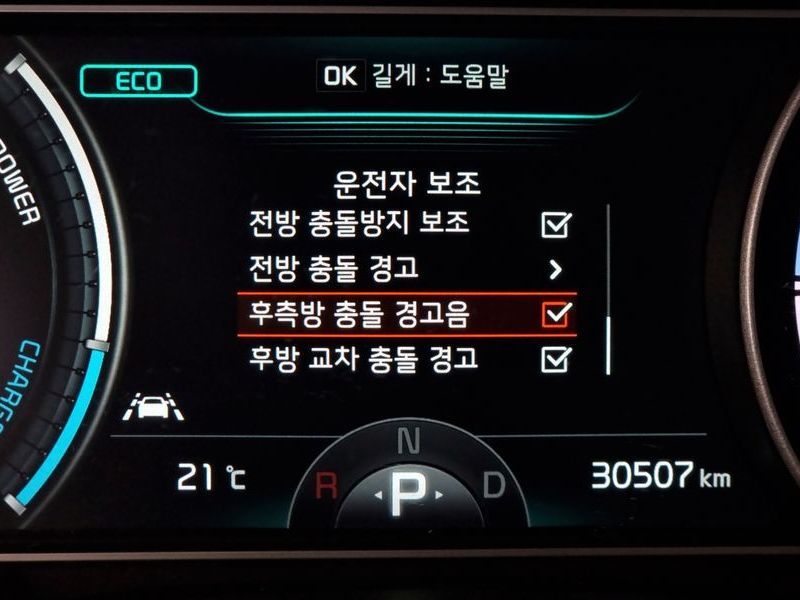 ECO
OK 길게 : 도움말
POWER
운전자 보조
전방 충돌방지 보조
전방 충돌 경고
후측방 충돌 경고음
후방 교차 충돌 경고
CHARGE
N
21 ℃
R
P
D
30507 km